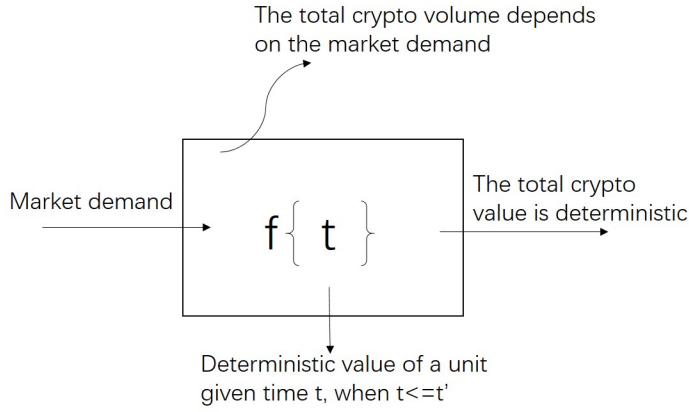 The total crypto volume depends
on the market demand
Market demand
f{ t }
The total crypto
value is deterministic
Deterministic value of a unit
given time t, when t<=t’